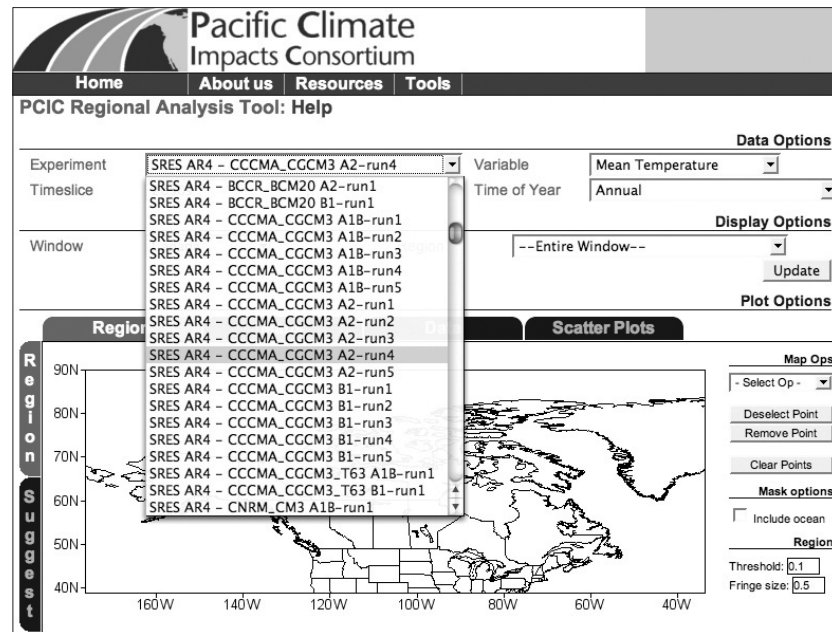 Pacific Climate
Impacts Consortium
Home About us Resources Tools
PCIC Regional Analysis Tool: Help
Data Options
Experiment SRES AR4 - CCCMA_CGCM3 A2-run4 Variable Mean Temperature
Timeslice Time of Year Annual
SRES AR4 - BCCR_BCM20 A2-run1
SRES AR4 - BCCR_BCM20 B1-run1
SRES AR4 - CCCMA_CGCM3 A1B-run1
SRES AR4 - CCCMA_CGCM3 A1B-run2
SRES AR4 - CCCMA_CGCM3 A1B-run3
SRES AR4 - CCCMA_CGCM3 A1B-run4
SRES AR4 - CCCMA_CGCM3 A1B-run5
SRES AR4 - CCCMA_CGCM3 A2-run1
SRES AR4 - CCCMA_CGCM3 A2-run2
SRES AR4 - CCCMA_CGCM3 A2-run3
SRES AR4 - CCCMA_CGCM3 A2-run4
SRES AR4 - CCCMA_CGCM3 A2-run5
SRES AR4 - CCCMA_CGCM3 B1-run1
SRES AR4 - CCCMA_CGCM3 B1-run2
SRES AR4 - CCCMA_CGCM3 B1-run3
SRES AR4 - CCCMA_CGCM3 B1-run4
SRES AR4 - CCCMA_CGCM3 B1-run5
SRES AR4 - CCCMA_CGCM3_T63 A1B-run1
SRES AR4 - CCCMA_CGCM3_T63 B1-run1
SRES AR4 - CNRM_CM3 A1B-run1
Display Options
Window --Entire Window--
Update
Plot Options
Region Scatter Plots
Region
Suggest
90N
80N
70N
60N
50N
40N
160W 140W 120W 100W 80W 60W 40W
Map Ops
- Select Op -
Deselect Point
Remove Point
Clear Points
Mask options
Include ocean
Region
Threshold: 0.1
Fringe size: 0.5